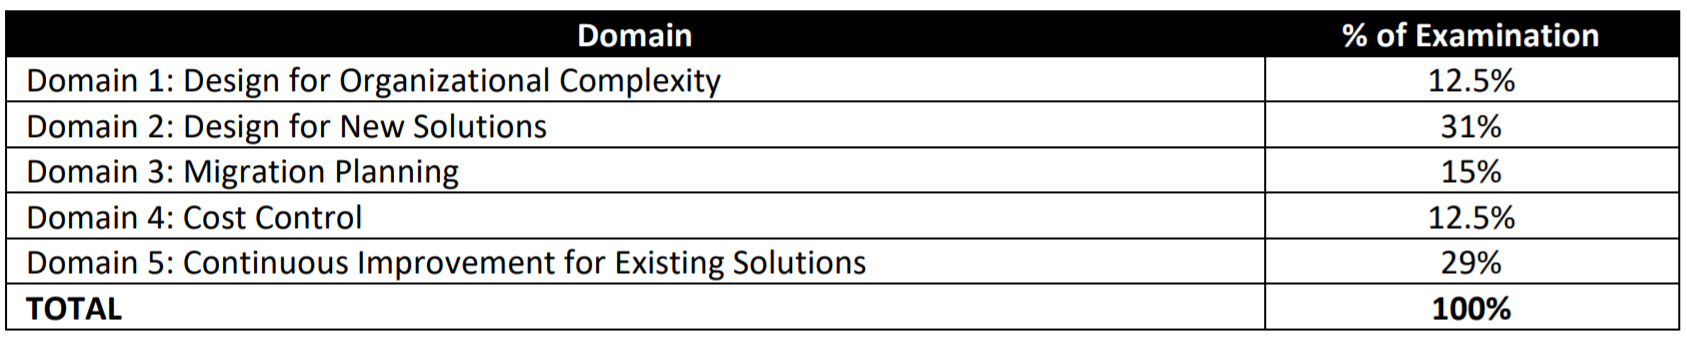 Domain % of Examination
Domain 1: Design for Organizational Complexity 12.5%
Domain 2: Design for New Solutions 31%
Domain 3: Migration Planning 15%
Domain 4: Cost Control 12.5%
Domain 5: Continuous Improvement for Existing Solutions 29%
TOTAL 100%